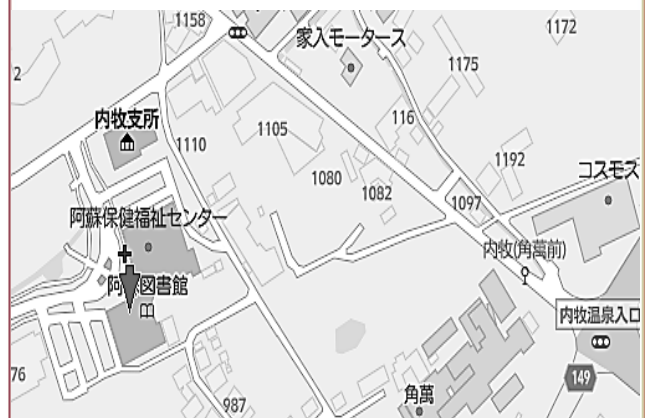 1158
家入モータース
1172
2
1175
内牧支所
1110
1105
116
1192
1080
1082
コスモス
1097
阿蘇保健福祉センター
内牧(角萬前)
阿蘇図書館
内牧温泉入口
76
149
987
角萬